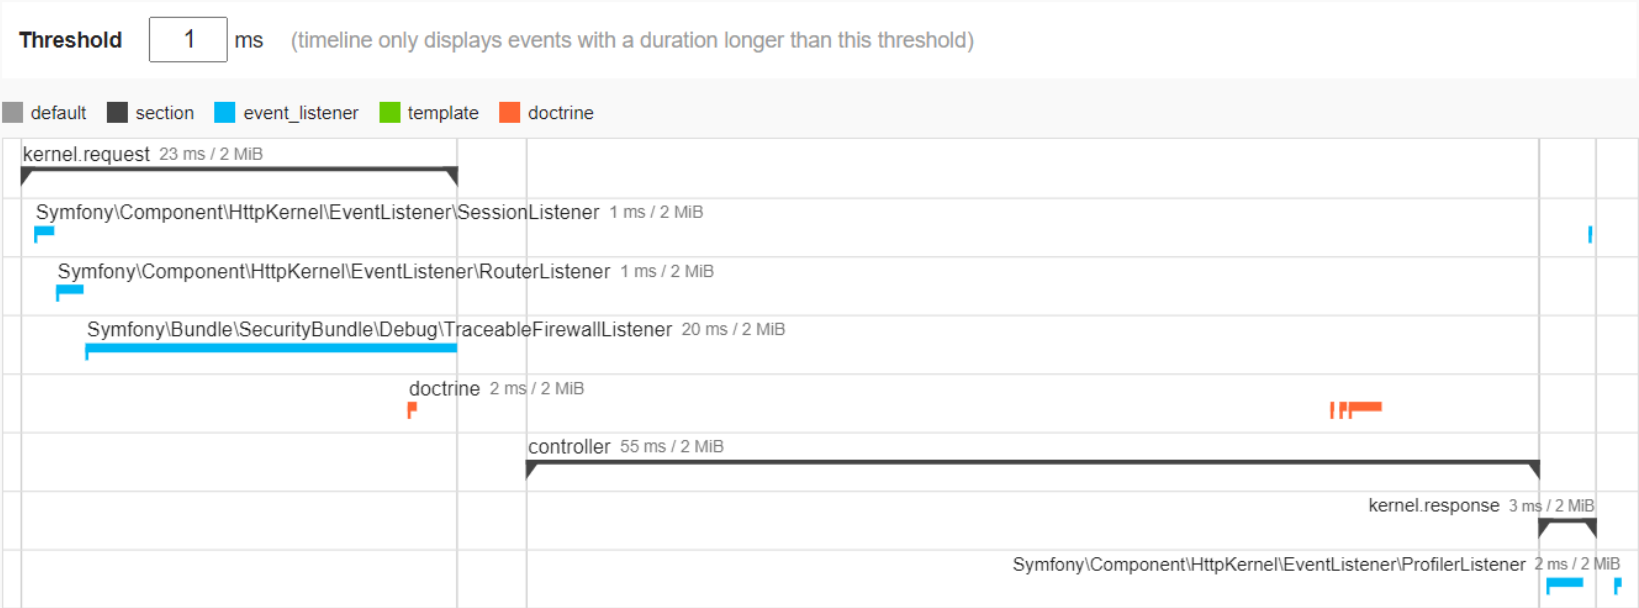 Threshold 1 ms (timeline only displays events with a duration longer than this threshold)
default section event_listener template doctrine
kernel.request 23 ms / 2 MiB
Symfony\Component\HttpKernel\EventListener\SessionListener 1 ms / 2 MiB
Symfony\Component\HttpKernel\EventListener\RouterListener 1 ms / 2 MiB
Symfony\Bundle\SecurityBundle\Debug\TraceableFirewallListener 20 ms / 2 MiB
doctrine 2 ms / 2 MiB
controller 55 ms / 2 MiB
kernel.response 3 ms / 2 MiB
Symfony\Component\HttpKernel\EventListener\ProfilerListener 2 ms / 2 MiB